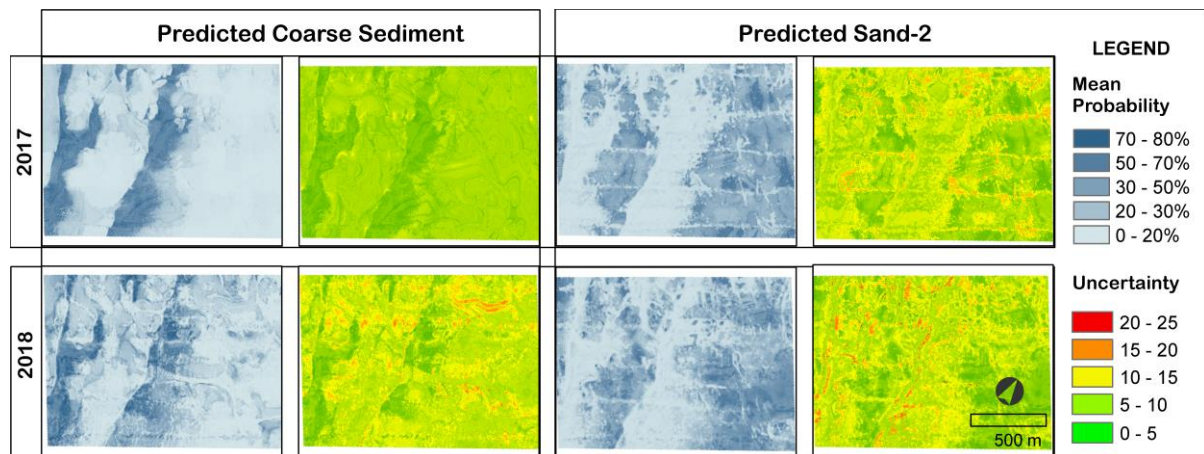 Predicted Coarse Sediment
Predicted Sand-2
LEGEND
2017
Mean
Probability
70 - 80%
50 - 70%
30 - 50%
20 - 30%
0 - 20%
2018
Uncertainty
20 - 25
15 - 20
10 - 15
5 - 10
0 - 5
500 m